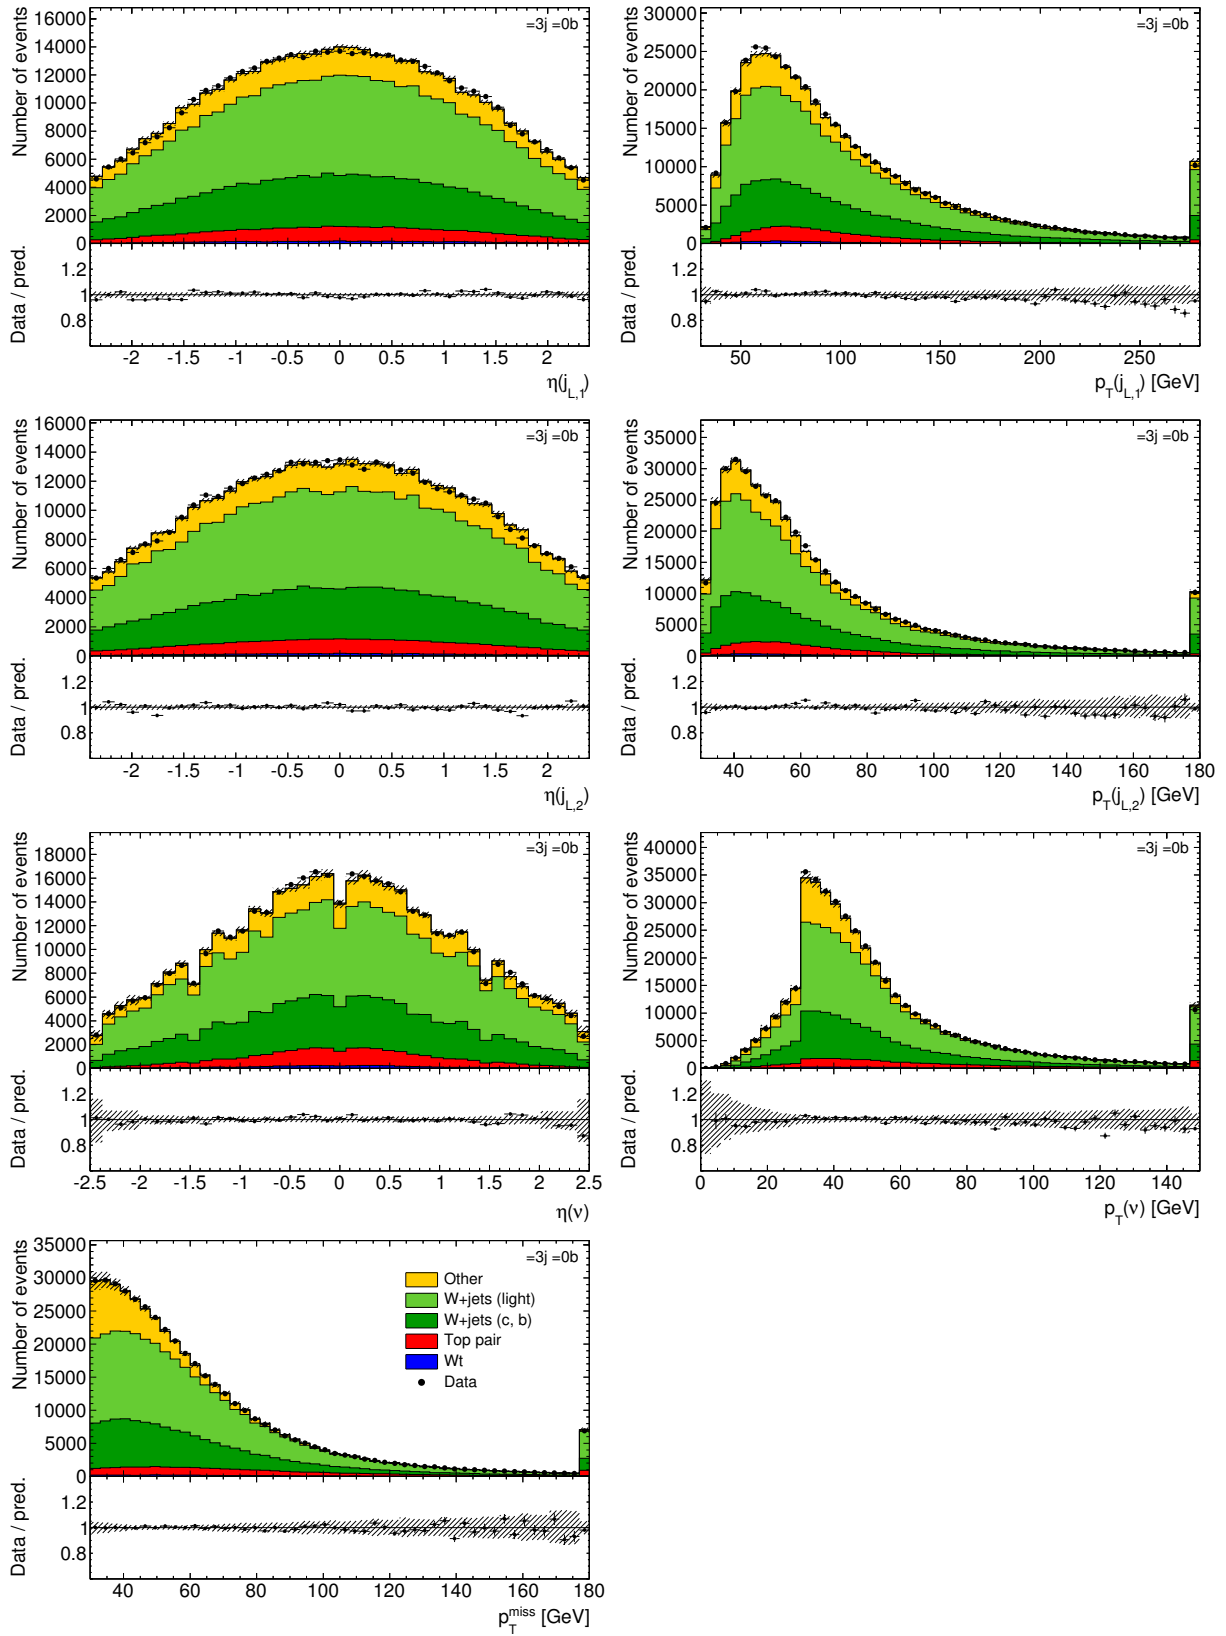 Number of events
16000
14000
12000
10000
8000
6000
4000
2000
0
=3j =0b
Data / pred.
1.2
1
0.8
-2 -1.5 -1 -0.5 0 0.5 1 1.5 2
η(j_L,1)
Number of events
30000
25000
20000
15000
10000
5000
0
=3j =0b
Data / pred.
1.2
1
0.8
50 100 150 200 250
p_T(j_L,1) [GeV]
Number of events
16000
14000
12000
10000
8000
6000
4000
2000
0
=3j =0b
Data / pred.
1.2
1
0.8
-2 -1.5 -1 -0.5 0 0.5 1 1.5 2
η(j_L,2)
Number of events
35000
30000
25000
20000
15000
10000
5000
0
=3j =0b
Data / pred.
1.2
1
0.8
40 60 80 100 120 140 160 180
p_T(j_L,2) [GeV]
Number of events
18000
16000
14000
12000
10000
8000
6000
4000
2000
0
=3j =0b
Data / pred.
1.2
1
0.8
-2.5 -2 -1.5 -1 -0.5 0 0.5 1 1.5 2 2.5
η(ν)
Number of events
40000
35000
30000
25000
20000
15000
10000
5000
0
=3j =0b
Data / pred.
1.2
1
0.8
0 20 40 60 80 100 120 140
p_T(ν) [GeV]
Number of events
35000
30000
25000
20000
15000
10000
5000
0
=3j =0b
Other
W+jets (light)
W+jets (c, b)
Top pair
Wt
Data
Data / pred.
1.2
1
0.8
40 60 80 100 120 140 160 180
p_T^miss [GeV]